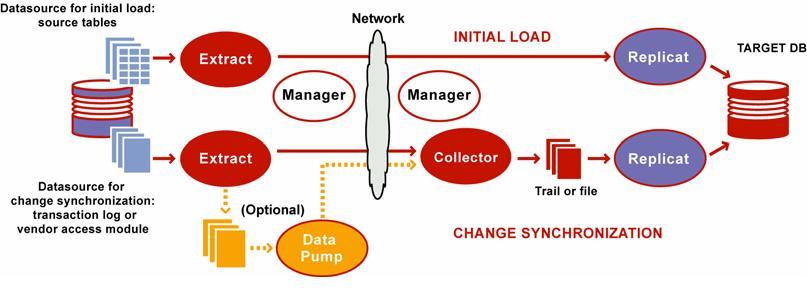 Datasource for initial load:
source tables
Network
Extract
INITIAL LOAD
Replicat
TARGET DB
Manager
Manager
Extract
Collector
Trail or file
Replicat
Datasource for
change synchronization:
transaction log or
vendor access module
(Optional)
Data
Pump
CHANGE SYNCHRONIZATION